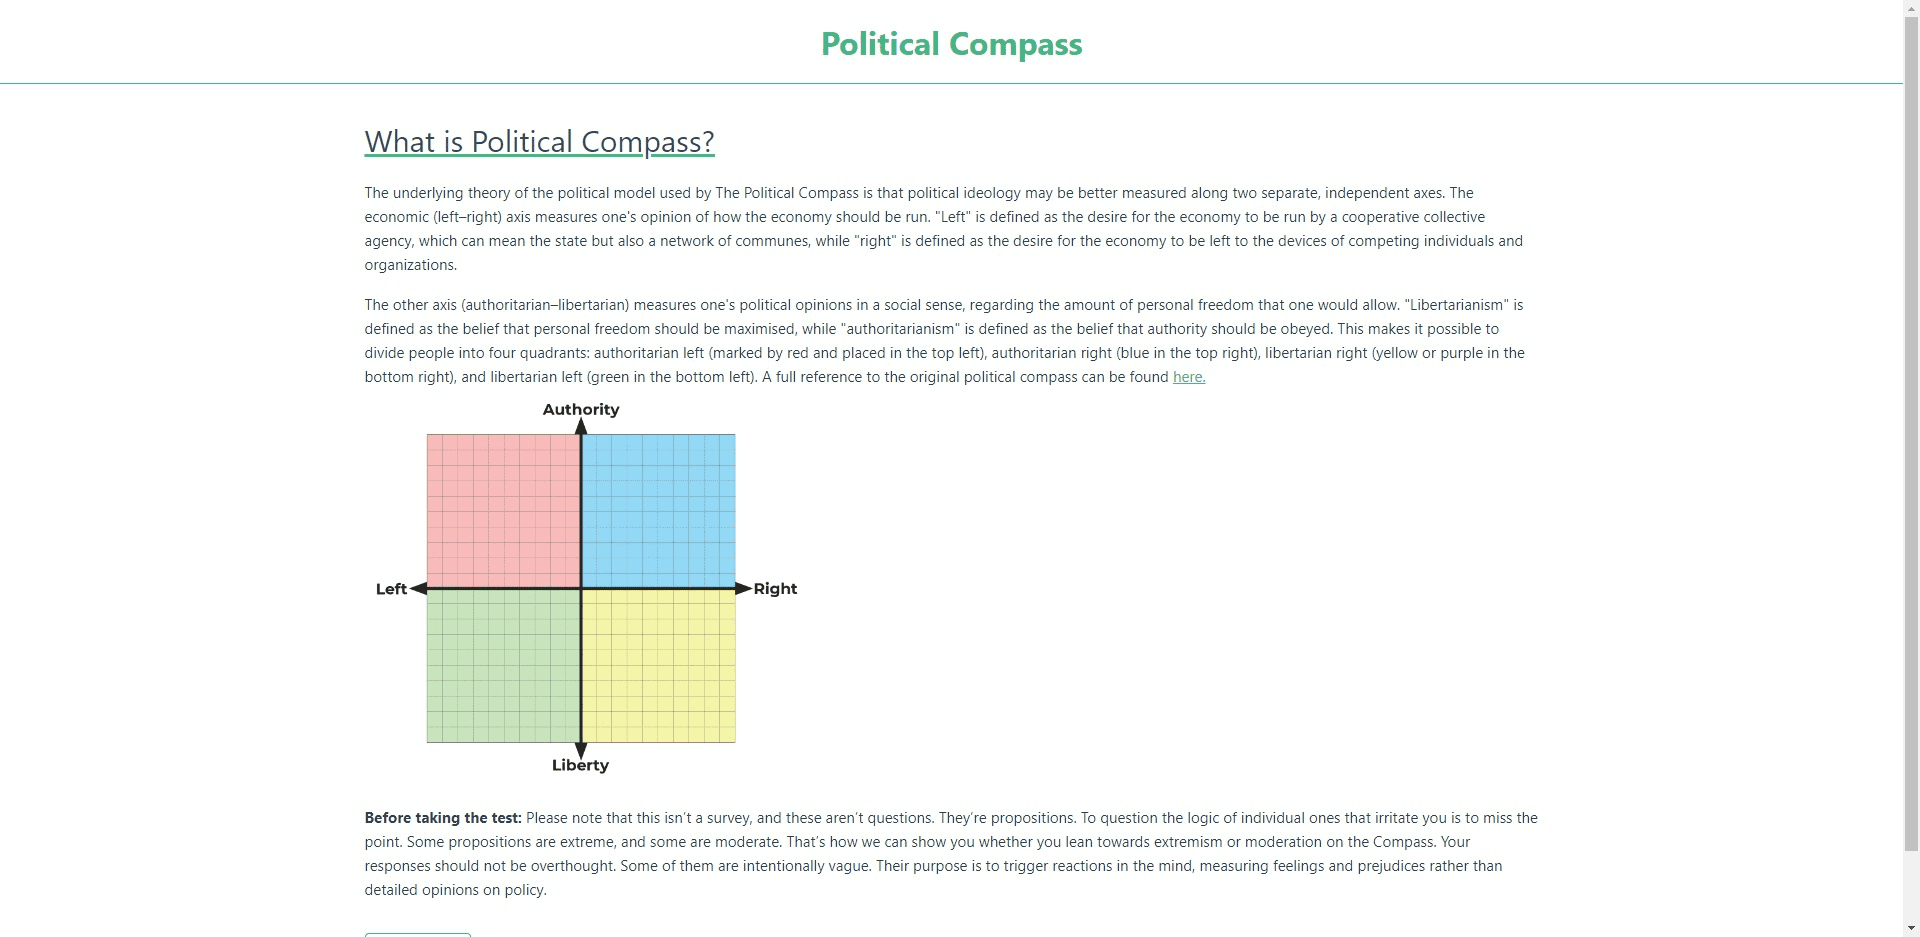 Political Compass
What is Political Compass?
The underlying theory of the political model used by The Political Compass is that political ideology may be better measured along two separate, independent axes. The
economic (left–right) axis measures one's opinion of how the economy should be run. "Left" is defined as the desire for the economy to be run by a cooperative collective
agency, which can mean the state but also a network of communes, while "right" is defined as the desire for the economy to be left to the devices of competing individuals and
organizations.
The other axis (authoritarian–libertarian) measures one's political opinions in a social sense, regarding the amount of personal freedom that one would allow. "Libertarianism" is
defined as the belief that personal freedom should be maximised, while "authoritarianism" is defined as the belief that authority should be obeyed. This makes it possible to
divide people into four quadrants: authoritarian left (marked by red and placed in the top left), authoritarian right (blue in the top right), libertarian right (yellow or purple in the
bottom right), and libertarian left (green in the bottom left). A full reference to the original political compass can be found here.
Authority
Left
Right
Liberty
Before taking the test: Please note that this isn't a survey, and these aren't questions. They're propositions. To question the logic of individual ones that irritate you is to miss the
point. Some propositions are extreme, and some are moderate. That's how we can show you whether you lean towards extremism or moderation on the Compass. Your
responses should not be overthought. Some of them are intentionally vague. Their purpose is to trigger reactions in the mind, measuring feelings and prejudices rather than
detailed opinions on policy.